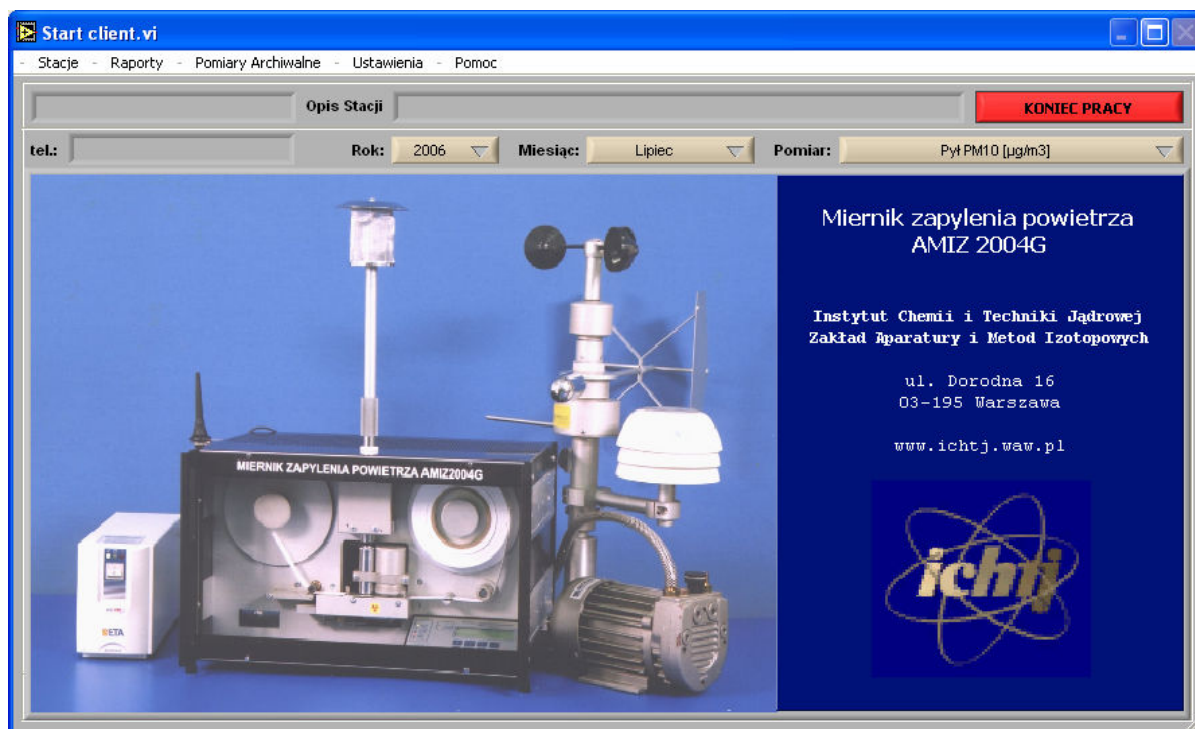 Start client.vi
- Stacje - Raporty - Pomiary Archiwalne - Ustawienia - Pomoc
Opis Stacji KONIEC PRACY
tel.: Rok: 2006 Miesiąc: Lipiec Pomiar: Pył PM10 [µg/m3]
Miernik zapylenia powietrza
AMIZ 2004G
Instytut Chemii i Techniki Jądrowej
Zakład Aparatury i Metod Izotopowych
ul. Dorodna 16
03-195 Warszawa
www.ichtj.waw.pl
ichtj
MIERNIK ZAPYLENIA POWIETRZA AMIZ2004G
ETA